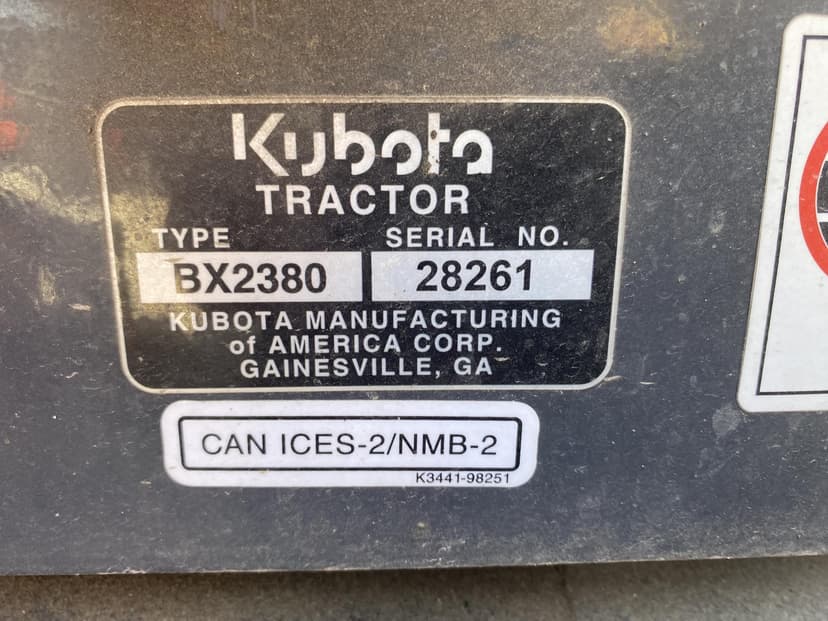 Kubota
TRACTOR
TYPE SERIAL NO.
BX2380 28261
KUBOTA MANUFACTURING
of AMERICA CORP.
GAINESVILLE, GA
CAN ICES-2/NMB-2
K3441-98251